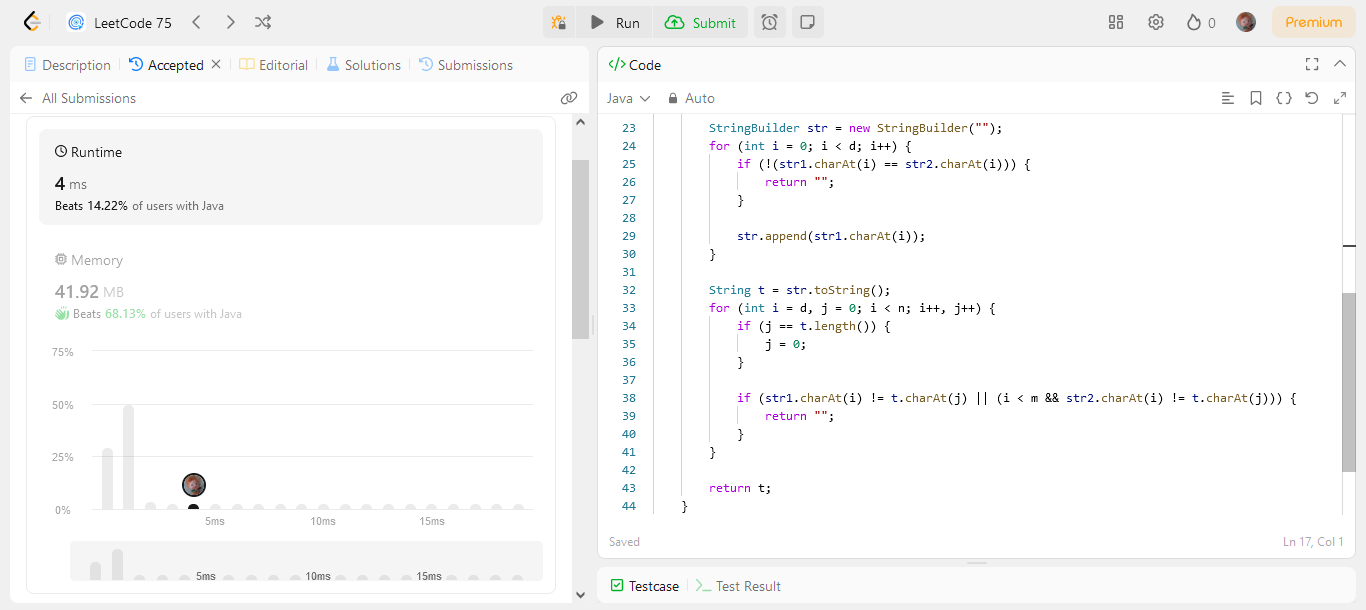 LeetCode 75
Run
Submit
0
Premium
Description
Accepted
Editorial
Solutions
Submissions
All Submissions
Runtime
4 ms
Beats 14.22% of users with Java
Memory
41.92 MB
Beats 68.13% of users with Java
75%
50%
25%
0%
5ms 10ms 15ms
5ms 10ms 15ms
Code
Java
Auto
23 StringBuilder str = new StringBuilder("");
24 for (int i = 0; i < d; i++) {
25 if (!(str1.charAt(i) == str2.charAt(i))) {
26 return "";
27 }
28
29 str.append(str1.charAt(i));
30 }
31
32 String t = str.toString();
33 for (int i = d, j = 0; i < n; i++, j++) {
34 if (j == t.length()) {
35 j = 0;
36 }
37
38 if (str1.charAt(i) != t.charAt(j) || (i < m && str2.charAt(i) != t.charAt(j))) {
39 return "";
40 }
41 }
42
43 return t;
44 }
Saved
Ln 17, Col 1
Testcase
Test Result